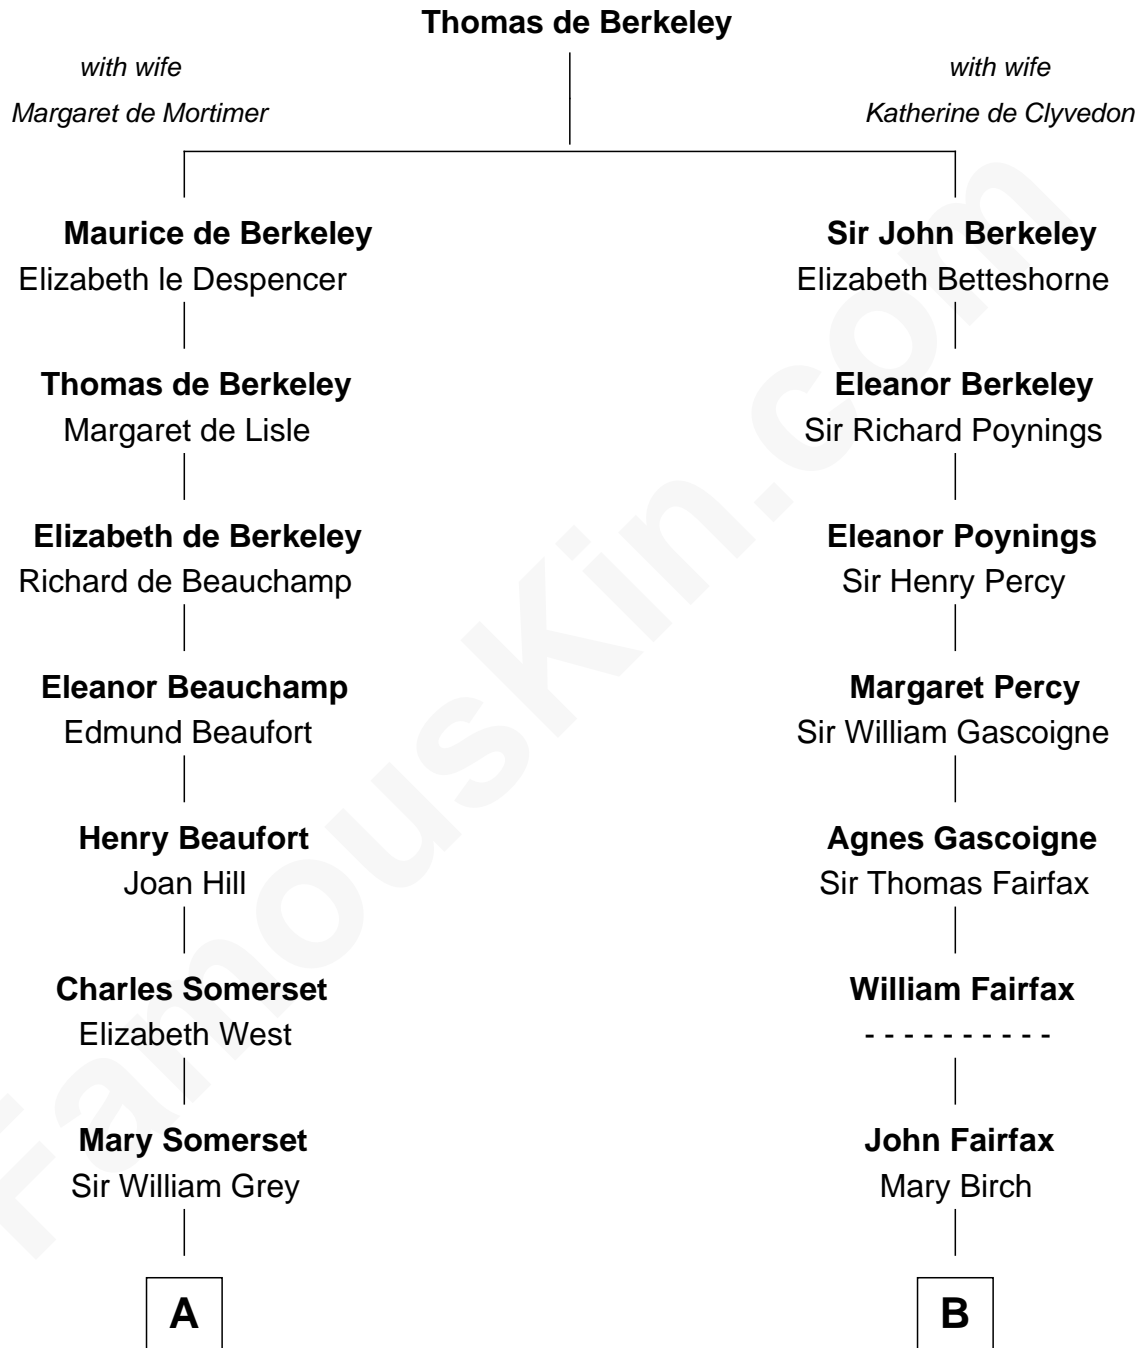 Thomas de Berkeley
with wife
Margaret de Mortimer
with wife
Katherine de Clyvedon
Maurice de Berkeley
Elizabeth le Despencer
Thomas de Berkeley
Margaret de Lisle
Elizabeth de Berkeley
Richard de Beauchamp
Eleanor Beauchamp
Edmund Beaufort
Henry Beaufort
Joan Hill
Charles Somerset
Elizabeth West
Mary Somerset
Sir William Grey
A
Sir John Berkeley
Elizabeth Betteshorne
Eleanor Berkeley
Sir Richard Poynings
Eleanor Poynings
Sir Henry Percy
Margaret Percy
Sir William Gascoigne
Agnes Gascoigne
Sir Thomas Fairfax
William Fairfax
- - - - - - - - - -
John Fairfax
Mary Birch
B
FamousKin.com